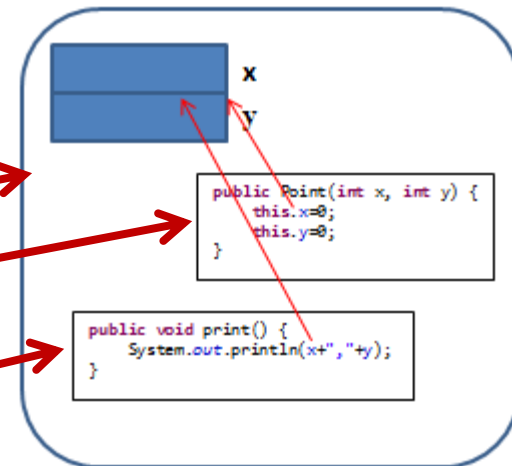 x
y
public Point(int x, int y) {
    this.x=0;
    this.y=0;
}
public void print() {
    System.out.println(x+","+y);
}